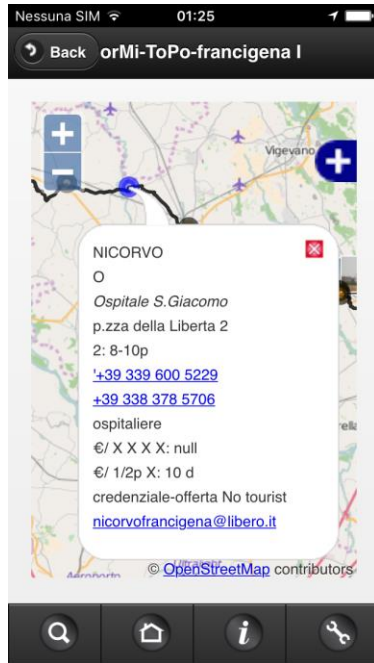 Nessuna SIM 01:25
Back orMi-ToPo-francigena I
+
Vigevano
+
−
NICORVO
O
Ospitale S.Giacomo
p.zza della Liberta 2
2: 8-10p
'+39 339 600 5229
+39 338 378 5706
ospitaliere
€/ X X X X: null
€/ 1/2p X: 10 d
credenziale-offerta No tourist
nicorvofrancigena@libero.it
© OpenStreetMap contributors